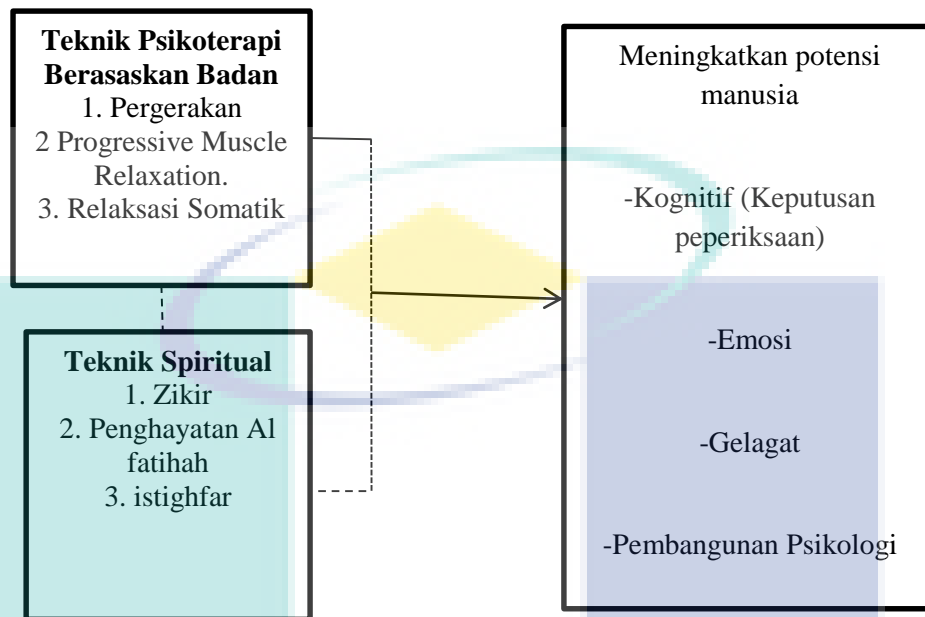 Teknik Psikoterapi
Berasaskan Badan
1. Pergerakan
2 Progressive Muscle
Relaxation.
3. Relaksasi Somatik
Teknik Spiritual
1. Zikir
2. Penghayatan Al
fatihah
3. istighfar
Meningkatkan potensi
manusia
-Kognitif (Keputusan
peperiksaan)
-Emosi
-Gelagat
-Pembangunan Psikologi